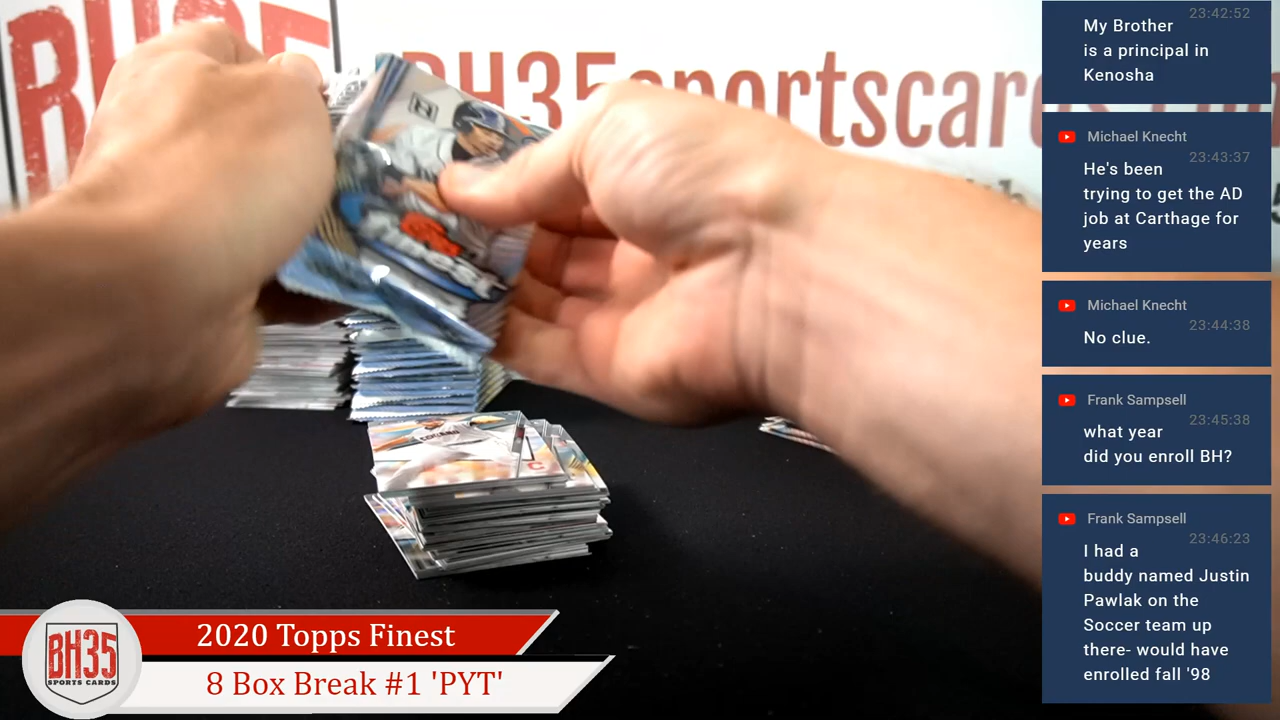 BH35
BH35sportscards.com
23:42:52
My Brother
is a principal in
Kenosha
Michael Knecht
23:43:37
He's been
trying to get the AD
job at Carthage for
years
Michael Knecht
23:44:38
No clue.
Frank Sampsell
23:45:38
what year
did you enroll BH?
Frank Sampsell
23:46:23
I had a
buddy named Justin
Pawlak on the
Soccer team up
there- would have
enrolled fall '98
BH35
SPORTS CARDS
2020 Topps Finest
8 Box Break #1 'PYT'